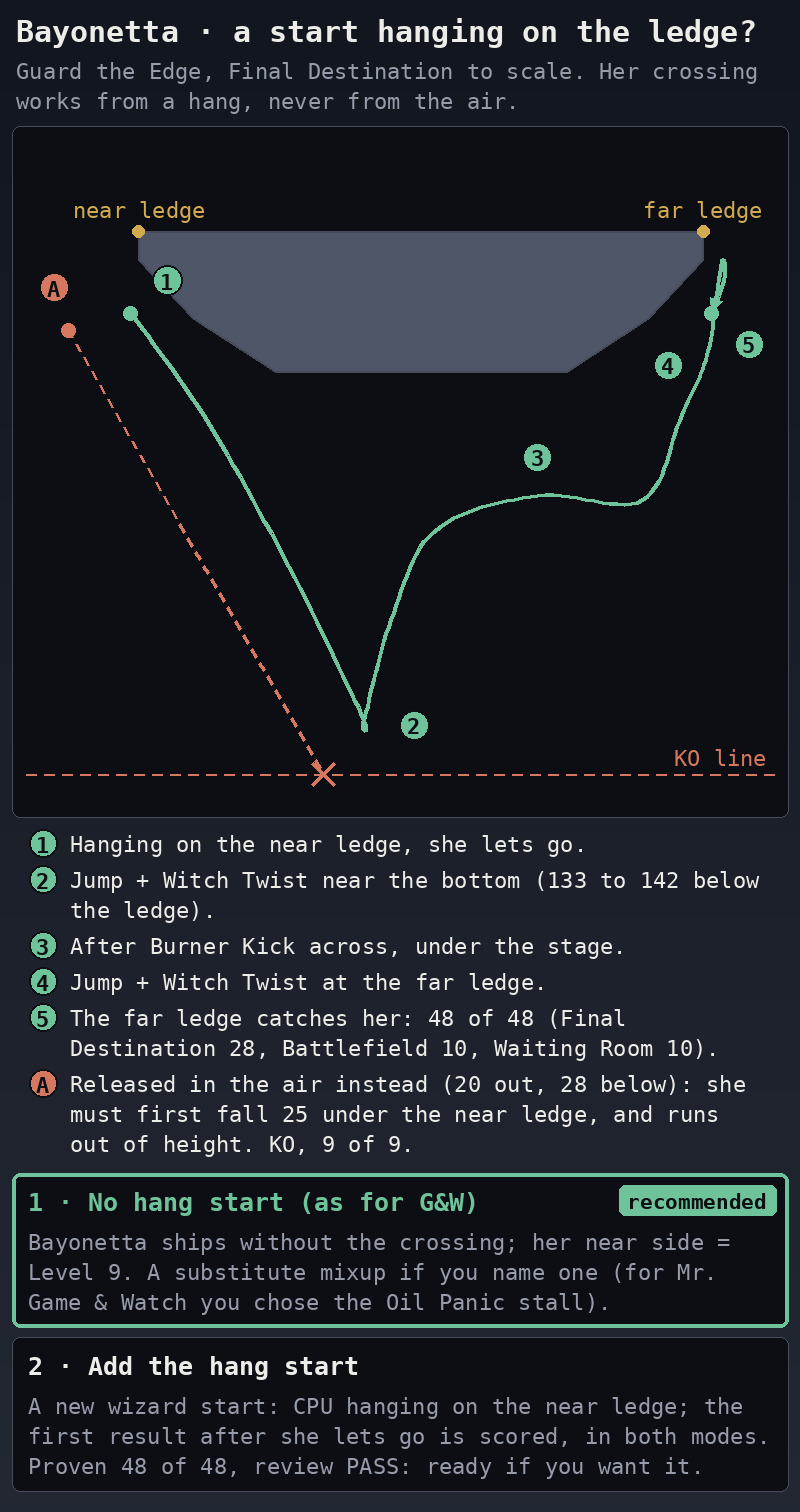 Bayonetta · a start hanging on the ledge?
Guard the Edge, Final Destination to scale. Her crossing
works from a hang, never from the air.
near ledge
far ledge
A
1
5
4
3
2
KO line
1 Hanging on the near ledge, she lets go.
2 Jump + Witch Twist near the bottom (133 to 142 below
the ledge).
3 After Burner Kick across, under the stage.
4 Jump + Witch Twist at the far ledge.
5 The far ledge catches her: 48 of 48 (Final
Destination 28, Battlefield 10, Waiting Room 10).
A Released in the air instead (20 out, 28 below): she
must first fall 25 under the near ledge, and runs
out of height. KO, 9 of 9.
1 · No hang start (as for G&W)
recommended
Bayonetta ships without the crossing; her near side =
Level 9. A substitute mixup if you name one (for Mr.
Game & Watch you chose the Oil Panic stall).
2 · Add the hang start
A new wizard start: CPU hanging on the near ledge; the
first result after she lets go is scored, in both modes.
Proven 48 of 48, review PASS: ready if you want it.